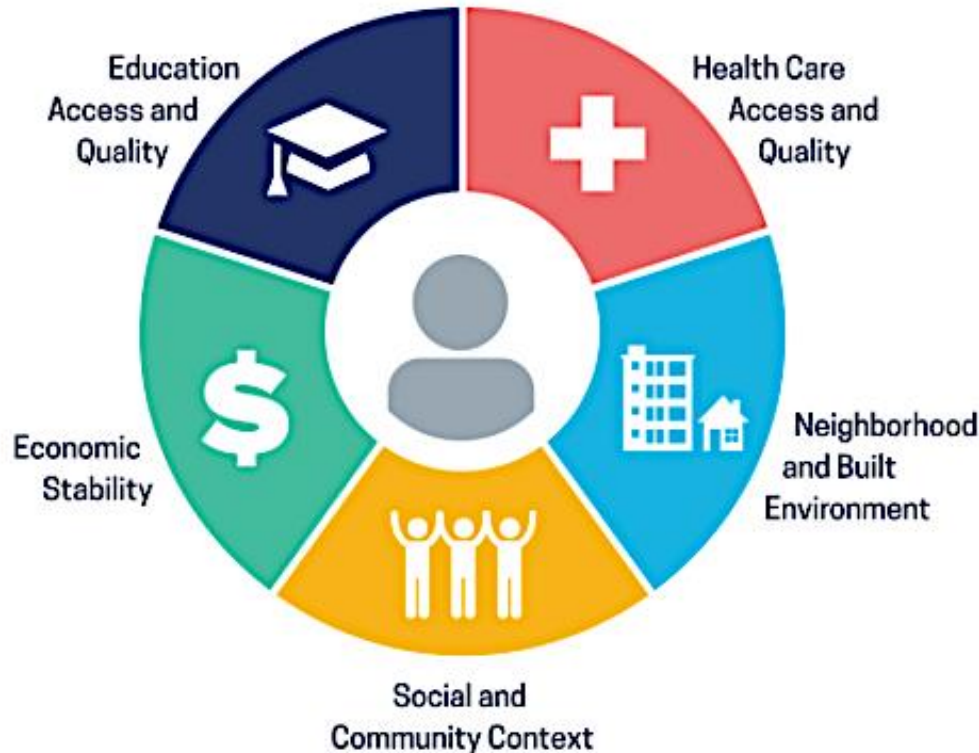 Education
Access and
Quality
Health Care
Access and
Quality
Economic
Stability
Neighborhood
and Built
Environment
Social and
Community Context